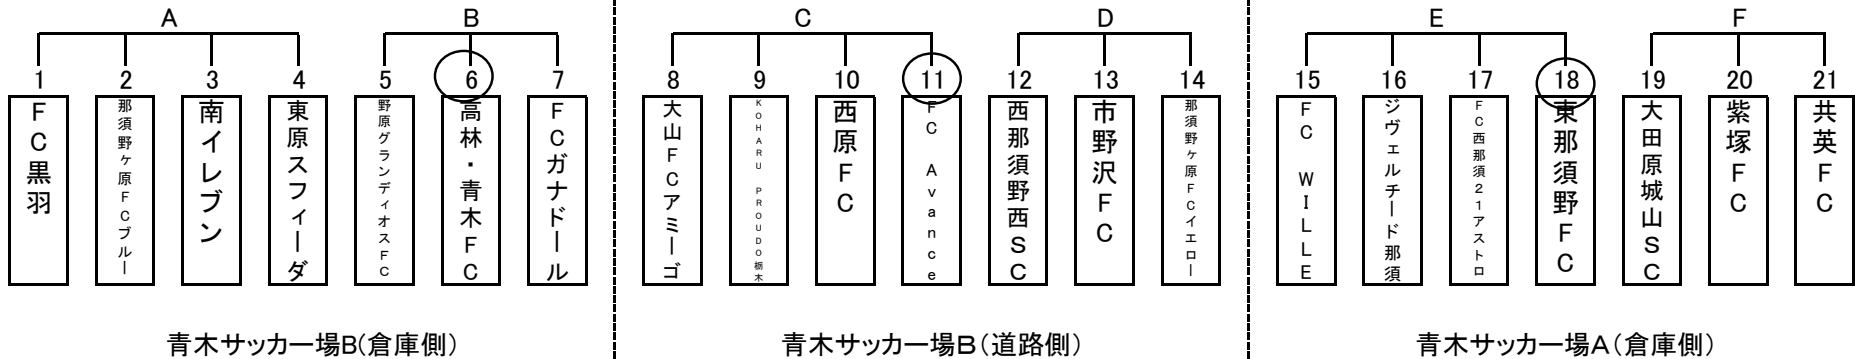 A B C D E F
1 2 3 4 5 6 7 8 9 10 11 12 13 14 15 16 17 18 19 20 21
FC黒羽
那須野ヶ原FCブルー
南イレブン
東原スフィーダ
野原グランディオスFC
高林・青木FC
FCガナドール
大山FCアミーゴ
KOHARU PROUDO栃木
西原FC
FC Avance
西那須野西SC
市野沢FC
那須野ヶ原FCイエロー
FC WILLE
ジヴェルチード那須
FC西那須21アストロ
東那須野FC
大田原城山SC
紫塚FC
共英FC
青木サッカー場B(倉庫側)
青木サッカー場B(道路側)
青木サッカー場A(倉庫側)